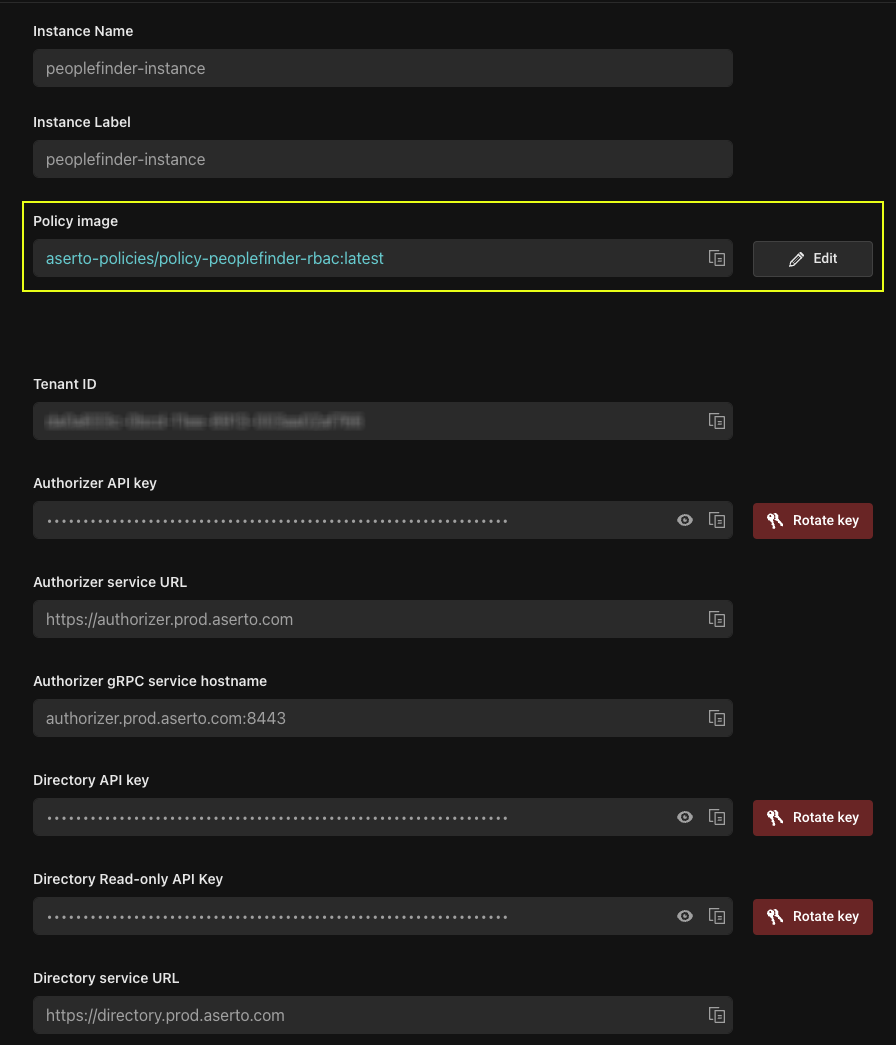 Instance Name
peoplefinder-instance
Instance Label
peoplefinder-instance
Policy image
aserto-policies/policy-peoplefinder-rbac:latest
Edit
Tenant ID
Authorizer API key
Rotate key
Authorizer service URL
https://authorizer.prod.aserto.com
Authorizer gRPC service hostname
authorizer.prod.aserto.com:8443
Directory API key
Rotate key
Directory Read-only API Key
Rotate key
Directory service URL
https://directory.prod.aserto.com